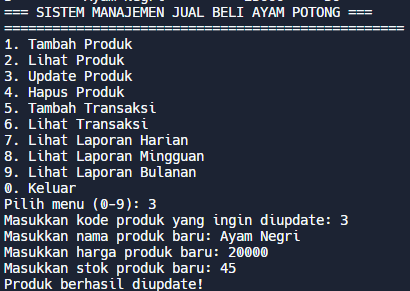 === SISTEM MANAJEMEN JUAL BELI AYAM POTONG ===
==================================================
1. Tambah Produk
2. Lihat Produk
3. Update Produk
4. Hapus Produk
5. Tambah Transaksi
6. Lihat Transaksi
7. Lihat Laporan Harian
8. Lihat Laporan Mingguan
9. Lihat Laporan Bulanan
0. Keluar
Pilih menu (0-9): 3
Masukkan kode produk yang ingin diupdate: 3
Masukkan nama produk baru: Ayam Negri
Masukkan harga produk baru: 20000
Masukkan stok produk baru: 45
Produk berhasil diupdate!